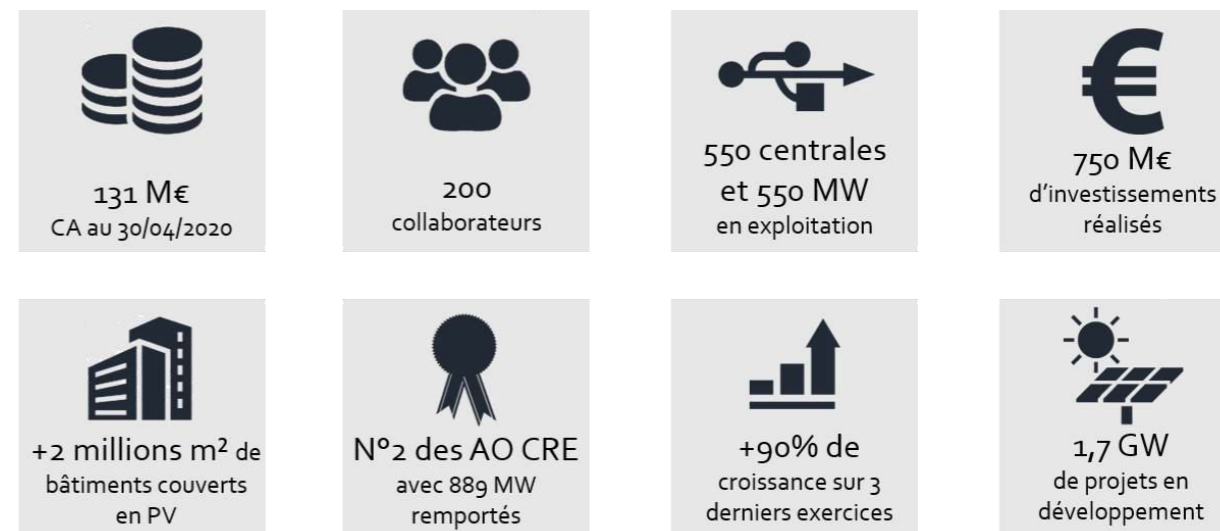 131 M€
CA au 30/04/2020
200
collaborateurs
550 centrales
et 550 MW
en exploitation
750 M€
d'investissements
réalisés
+2 millions m² de
bâtiments couverts
en PV
N°2 des AO CRE
avec 889 MW
remportés
+90% de
croissance sur 3
derniers exercices
1,7 GW
de projets en
développement